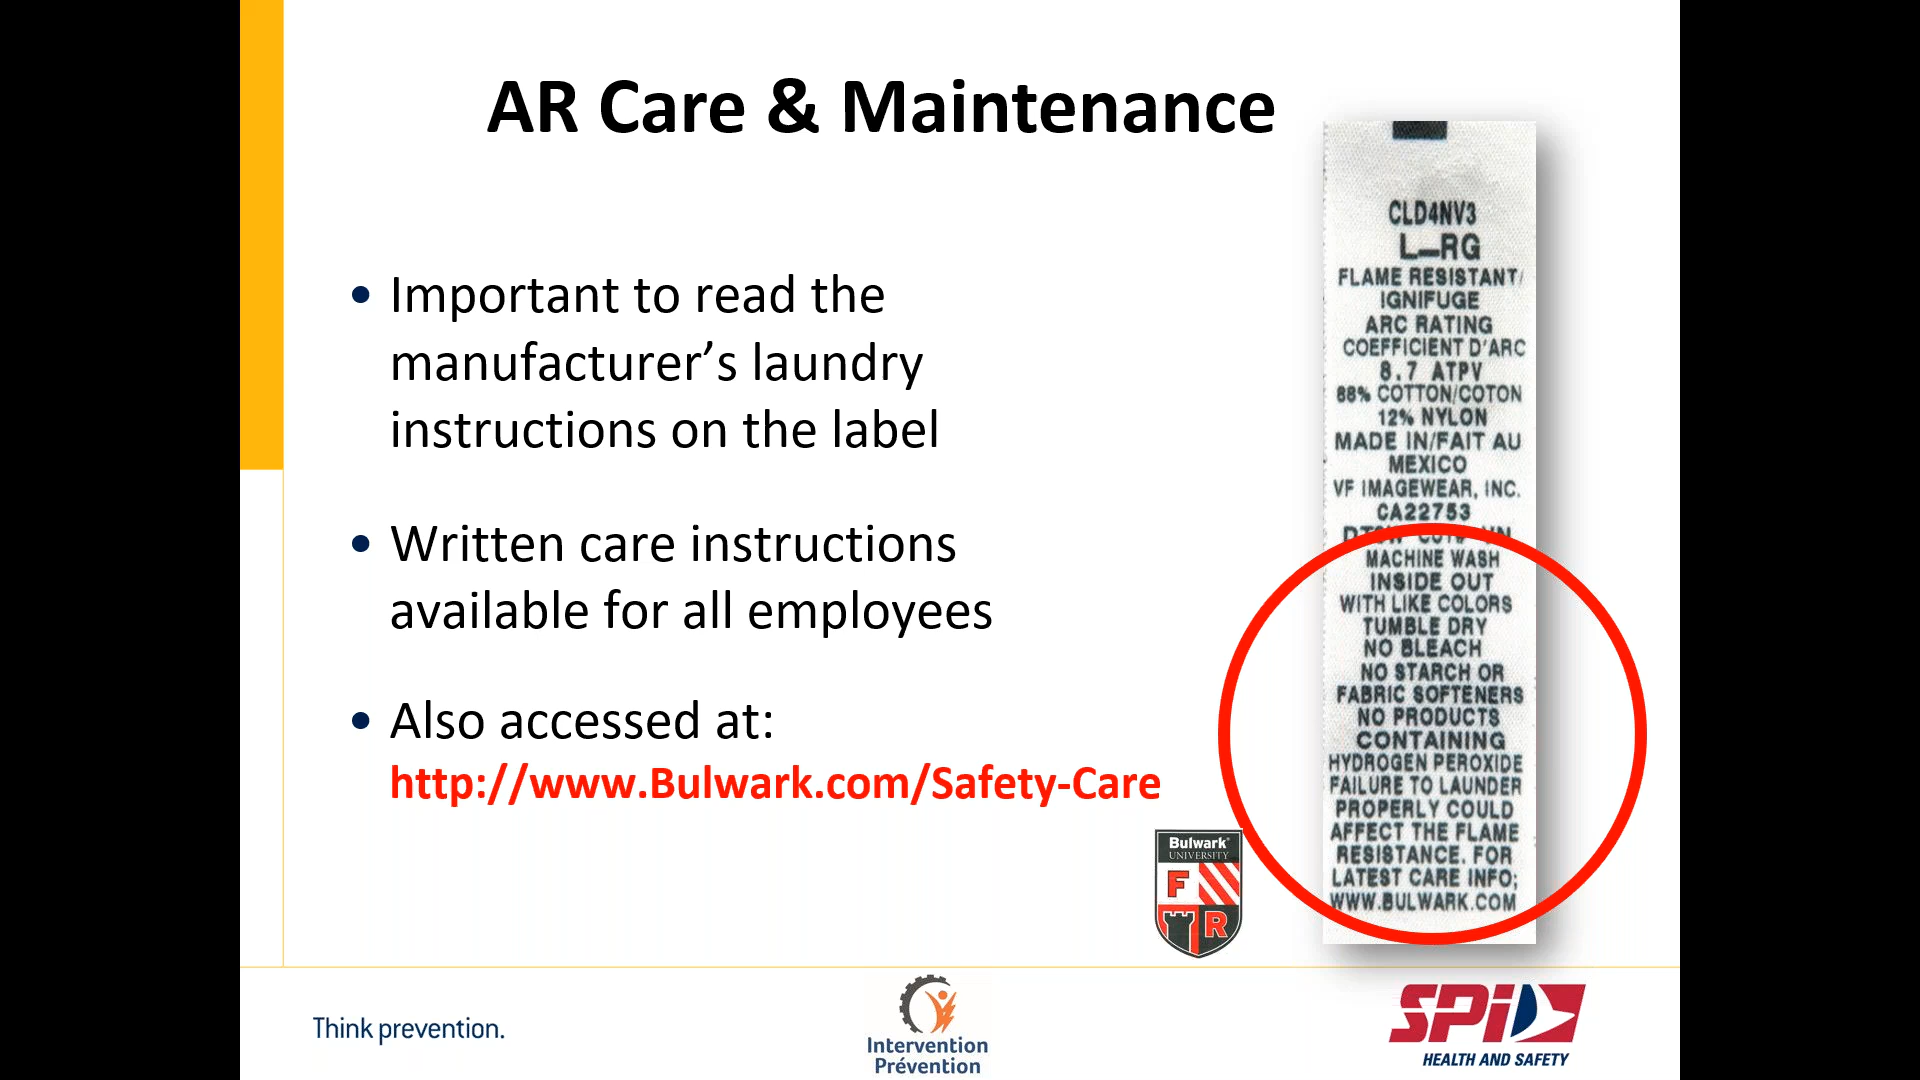 AR Care & Maintenance
• Important to read the
manufacturer’s laundry
instructions on the label
• Written care instructions
available for all employees
• Also accessed at:
http://www.Bulwark.com/Safety-Care
CLD4NV3
L—RG
FLAME RESISTANT/
IGNIFUGE
ARC RATING
COEFFICIENT D'ARC
8.7 ATPV
88% COTTON/COTON
12% NYLON
MADE IN/FAIT AU
MEXICO
VF IMAGEWEAR, INC.
CA22753
MACHINE WASH
INSIDE OUT
WITH LIKE COLORS
TUMBLE DRY
NO BLEACH
NO STARCH OR
FABRIC SOFTENERS
NO PRODUCTS
CONTAINING
HYDROGEN PEROXIDE
FAILURE TO LAUNDER
PROPERLY COULD
AFFECT THE FLAME
RESISTANCE. FOR
LATEST CARE INFO;
WWW.BULWARK.COM
Bulwark®
UNIVERSITY
F
R
Think prevention.
Intervention
Prévention
SPi
HEALTH AND SAFETY